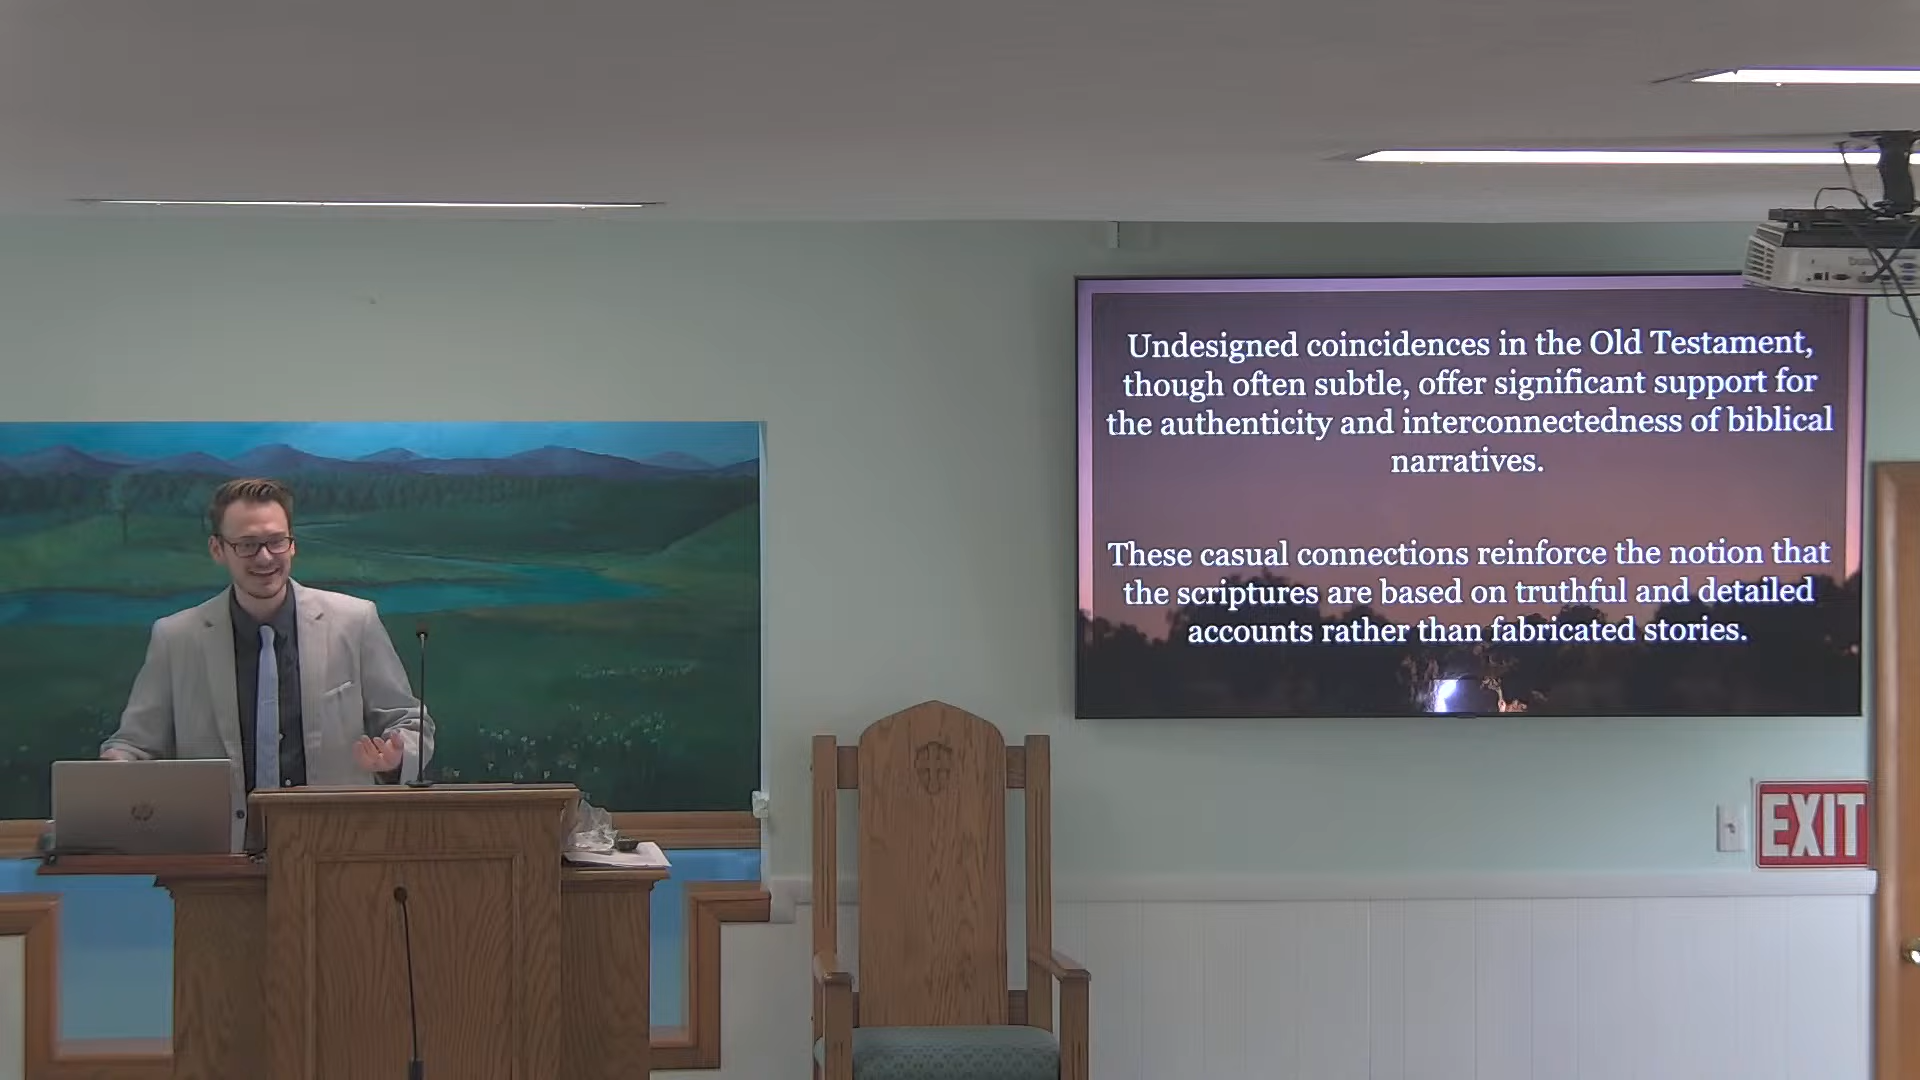 Undesigned coincidences in the Old Testament,
though often subtle, offer significant support for
the authenticity and interconnectedness of biblical
narratives.
These casual connections reinforce the notion that
the scriptures are based on truthful and detailed
accounts rather than fabricated stories.
EXIT